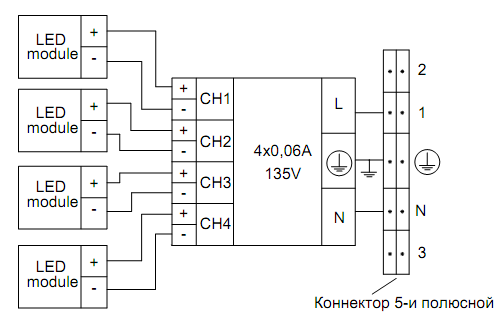 LED
module
+
-
LED
module
+
-
LED
module
+
-
LED
module
+
-
+
-
CH1
+
-
CH2
+
-
CH3
+
-
CH4
4x0,06A
135V
L
N
2
1
N
3
Коннектор 5-и полюсной